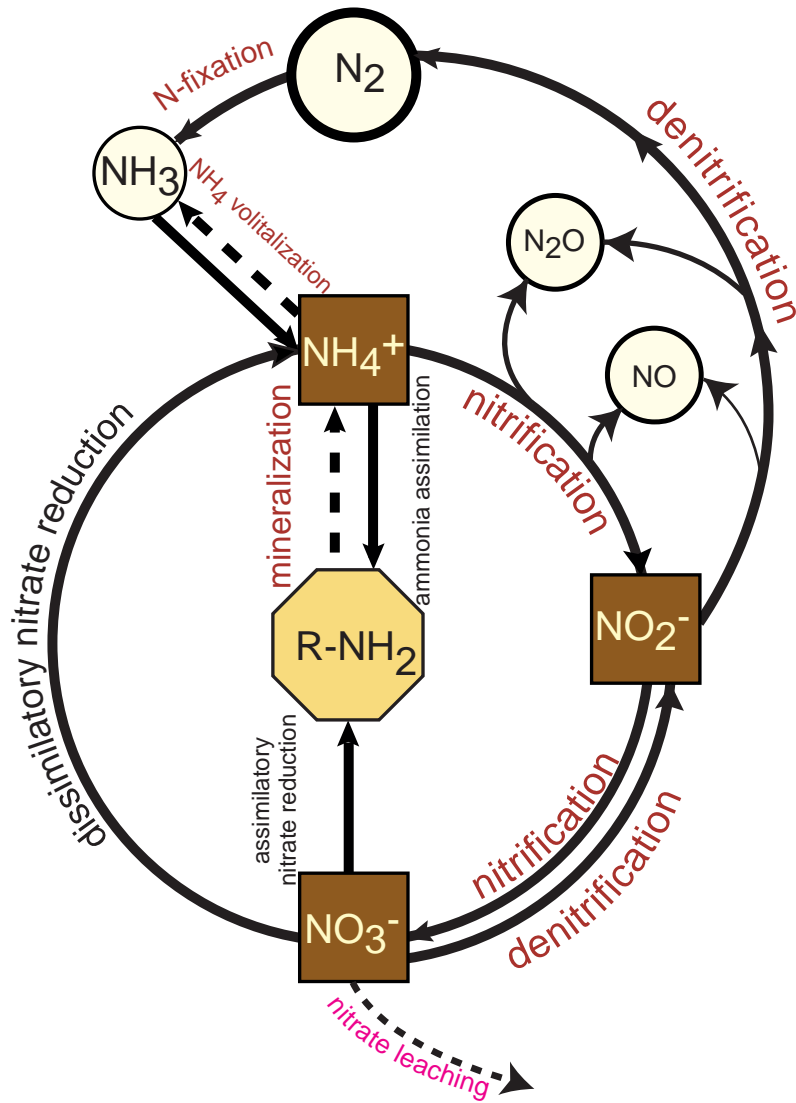 N2
N-fixation
NH3
NH4 volitalization
denitrification
N2O
NO
NH4+
nitrification
mineralization
ammonia assimilation
dissimilatory nitrate reduction
NO2-
R-NH2
assimilatory
nitrate reduction
nitrification
denitrification
NO3-
nitrate leaching